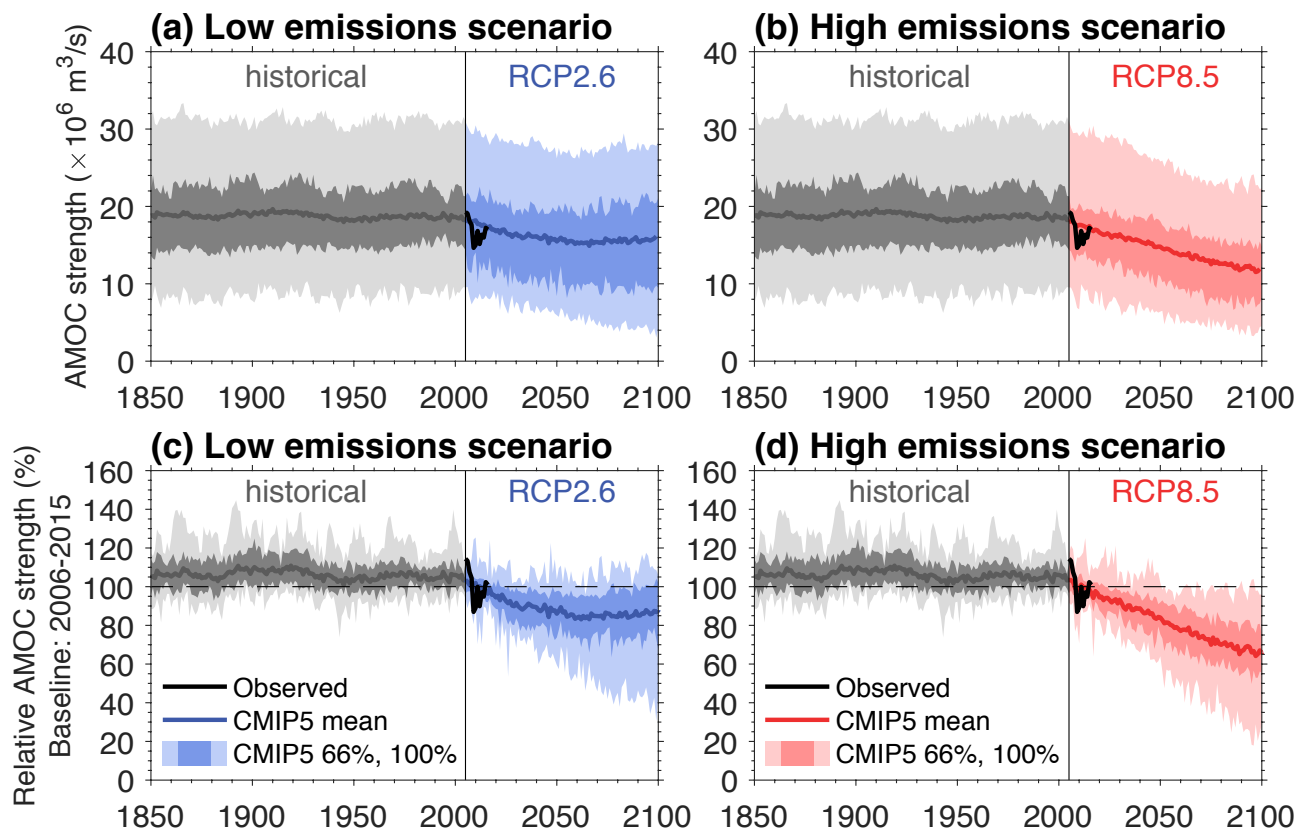 (a) Low emissions scenario
AMOC strength (× 10⁶ m³/s)
40
30
20
10
0
historical
RCP2.6
1850 1900 1950 2000 2050 2100
(b) High emissions scenario
40
30
20
10
0
historical
RCP8.5
1850 1900 1950 2000 2050 2100
(c) Low emissions scenario
Relative AMOC strength (%)
Baseline: 2006-2015
160
140
120
100
80
60
40
20
0
historical
RCP2.6
Observed
CMIP5 mean
CMIP5 66%, 100%
1850 1900 1950 2000 2050 2100
(d) High emissions scenario
160
140
120
100
80
60
40
20
0
historical
RCP8.5
Observed
CMIP5 mean
CMIP5 66%, 100%
1850 1900 1950 2000 2050 2100